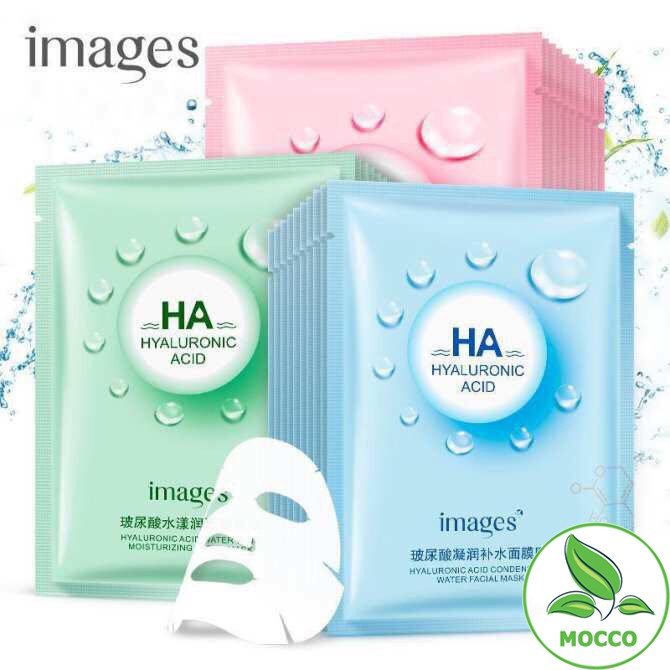 images
HA
HYALURONIC
ACID
images
玻尿酸水漾润
HYALURONIC ACID WATER
MOISTURIZING
HA
HYALURONIC
ACID
images
玻尿酸凝润补水面膜
HYALURONIC ACID CONDEN
WATER FACIAL MASK
MOCCO